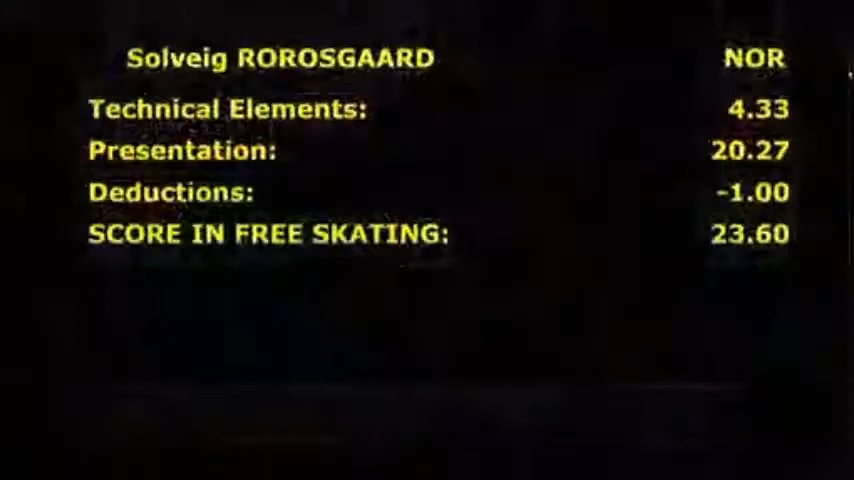 Solveig ROROSGAARD NOR
Technical Elements: 4.33
Presentation: 20.27
Deductions: -1.00
SCORE IN FREE SKATING: 23.60